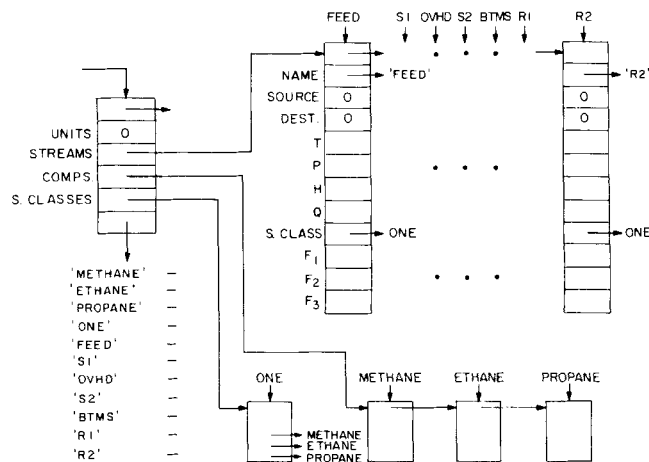 FEED S1 OVHD S2 BTMS R1 R2
NAME 'FEED' 'R2'
SOURCE 0 0
DEST. 0 0
UNITS 0
STREAMS
COMPS.
S. CLASSES
T
P
H
Q
S. CLASS ONE ONE
F1
F2
F3
'METHANE' –
'ETHANE' –
'PROPANE' –
'ONE' –
'FEED' –
'S1' –
'OVHD' –
'S2' –
'BTMS' –
'R1' –
'R2' –
ONE METHANE ETHANE PROPANE
METHANE
ETHANE
PROPANE